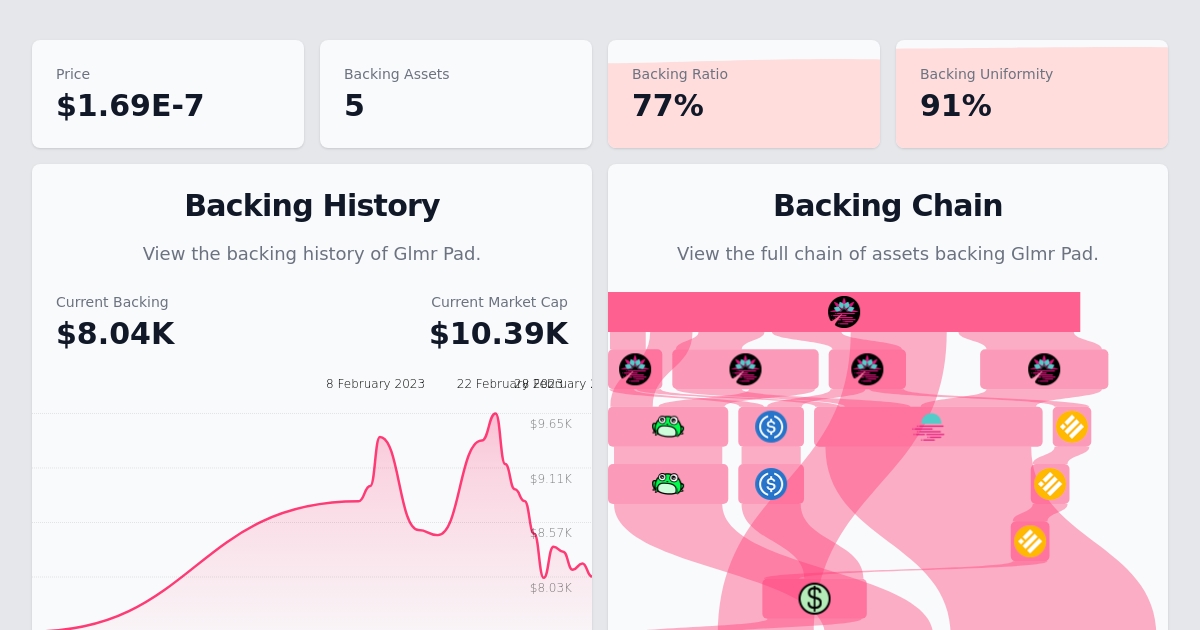 Price
$1.69E-7
Backing Assets
5
Backing Ratio
77%
Backing Uniformity
91%
Backing History
View the backing history of Glmr Pad.
Current Backing
$8.04K
Current Market Cap
$10.39K
8 February 2023
22 February 2023
28 February 2
$9.65K
$9.11K
$8.57K
$8.03K
Backing Chain
View the full chain of assets backing Glmr Pad.